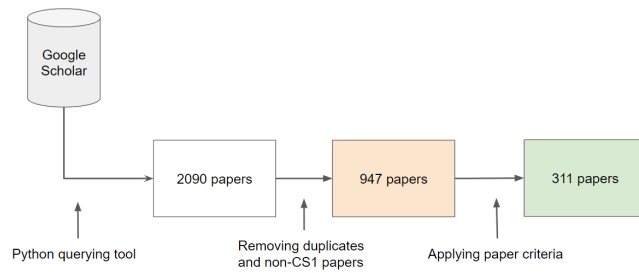 Google
Scholar
2090 papers
947 papers
311 papers
Python querying tool
Removing duplicates
and non-CS1 papers
Applying paper criteria